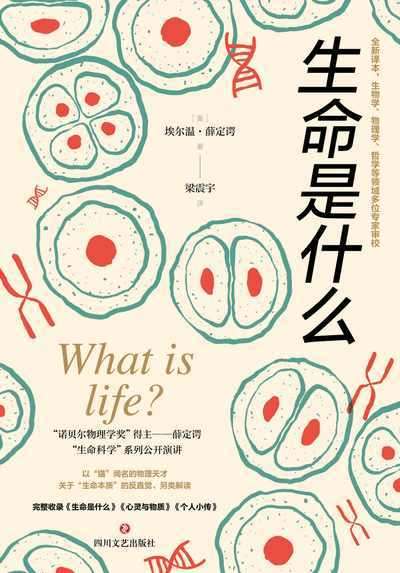 生命是什么
全新译本，生物学、物理学、哲学等领域多位专家审校
埃尔温·薛定谔
著
梁震宇
译
What is
life?
“诺贝尔物理学奖”得主——薛定谔
“生命科学”系列公开演讲
以“猫”闻名的物理天才
关于“生命本质”的反直觉、另类解读
完整收录《生命是什么》《心灵与物质》《个人小传》
四川文艺出版社